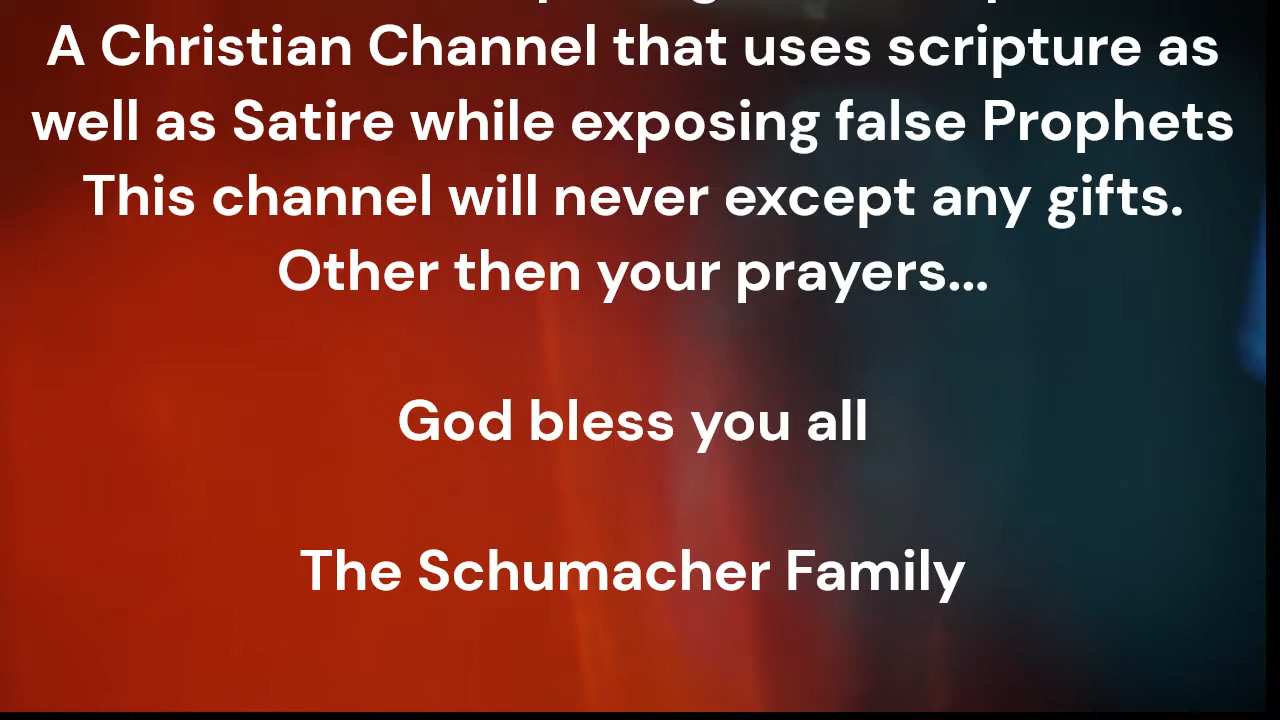 A Christian Channel that uses scripture as
well as Satire while exposing false Prophets
This channel will never except any gifts.
Other then your prayers...
God bless you all
The Schumacher Family